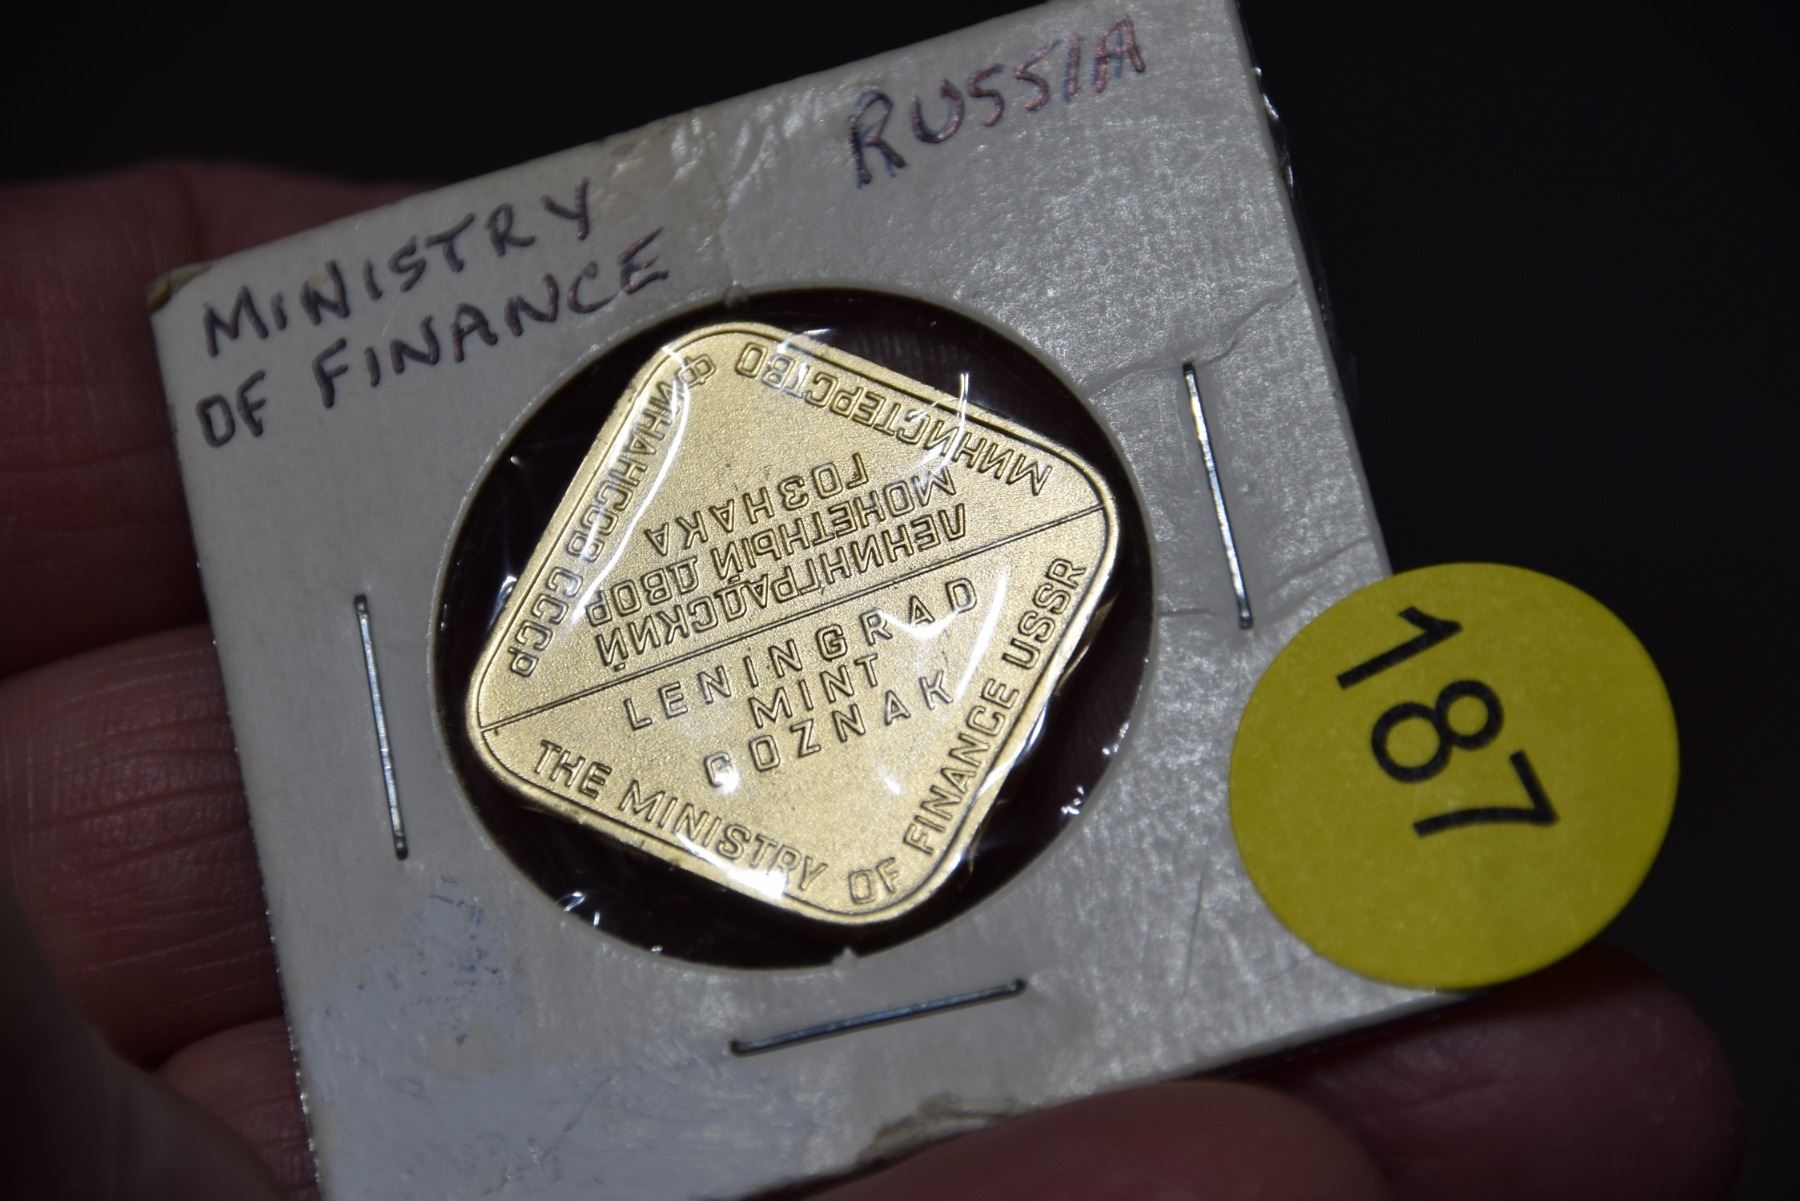 MINISTRY
OF FINANCE
RUSSIA
МИНИСТЕРСТВО ФИНАНСОВ СССР
ЛЕНИНГРАДСКИЙ
МОНЕТНЫЙ ДВОР
ГОЗНАКА
LENINGRAD
MINT
GOZNAK
THE MINISTRY OF FINANCE USSR
187